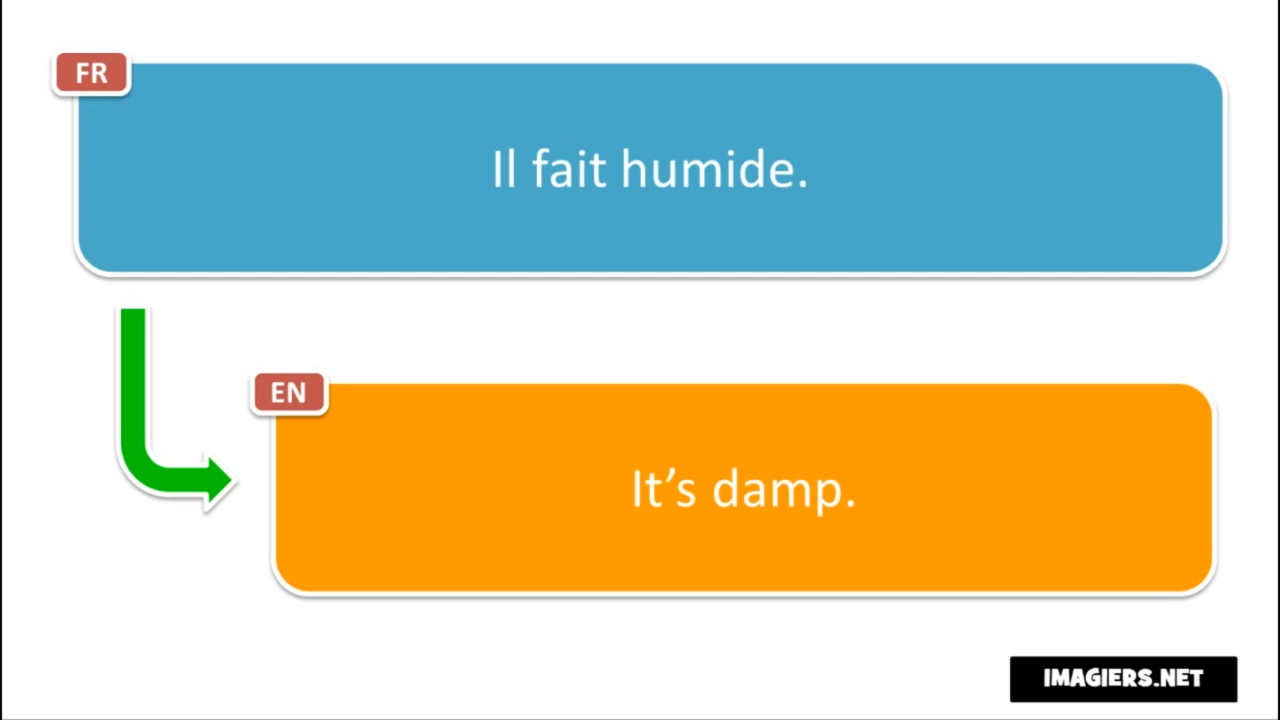 FR
Il fait humide.
EN
It’s damp.
IMAGIERS.NET